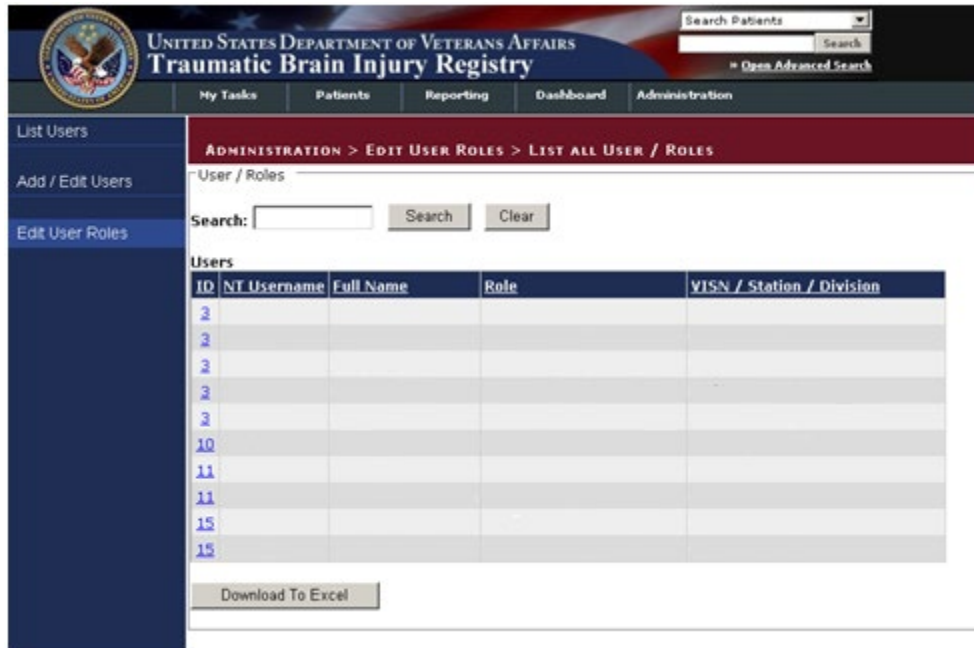 Search Patients
UNITED STATES DEPARTMENT OF VETERANS AFFAIRS
Traumatic Brain Injury Registry
Search
» Open Advanced Search
My Tasks Patients Reporting Dashboard Administration
List Users
Add / Edit Users
Edit User Roles
ADMINISTRATION > EDIT USER ROLES > LIST ALL USER / ROLES
User / Roles
Search: Search Clear
Users
ID NT Username Full Name Role VISN / Station / Division
3
3
3
3
3
10
11
11
15
15
Download To Excel